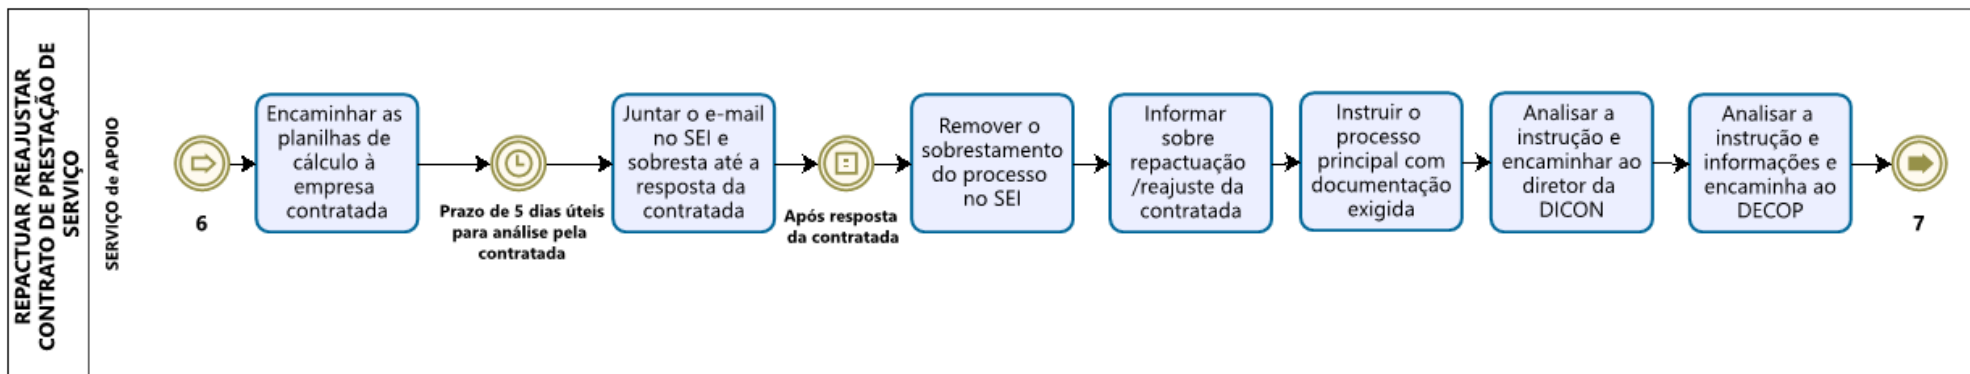 REPACTUAR /REAJUSTAR
CONTRATO DE PRESTAÇÃO DE
SERVIÇO
SERVIÇO de APOIO
6
Encaminhar as
planilhas de
cálculo à
empresa
contratada
Prazo de 5 dias úteis
para análise pela
contratada
Juntar o e-mail
no SEI e
sobresta até a
resposta da
contratada
Após resposta
da contratada
Remover o
sobrestamento
do processo
no SEI
Informar
sobre
repactuação
/reajuste da
contratada
Instruir o
processo
principal com
documentação
exigida
Analisar a
instrução e
encaminhar ao
diretor da
DICON
Analisar a
instrução e
informações e
encaminha ao
DECOP
7